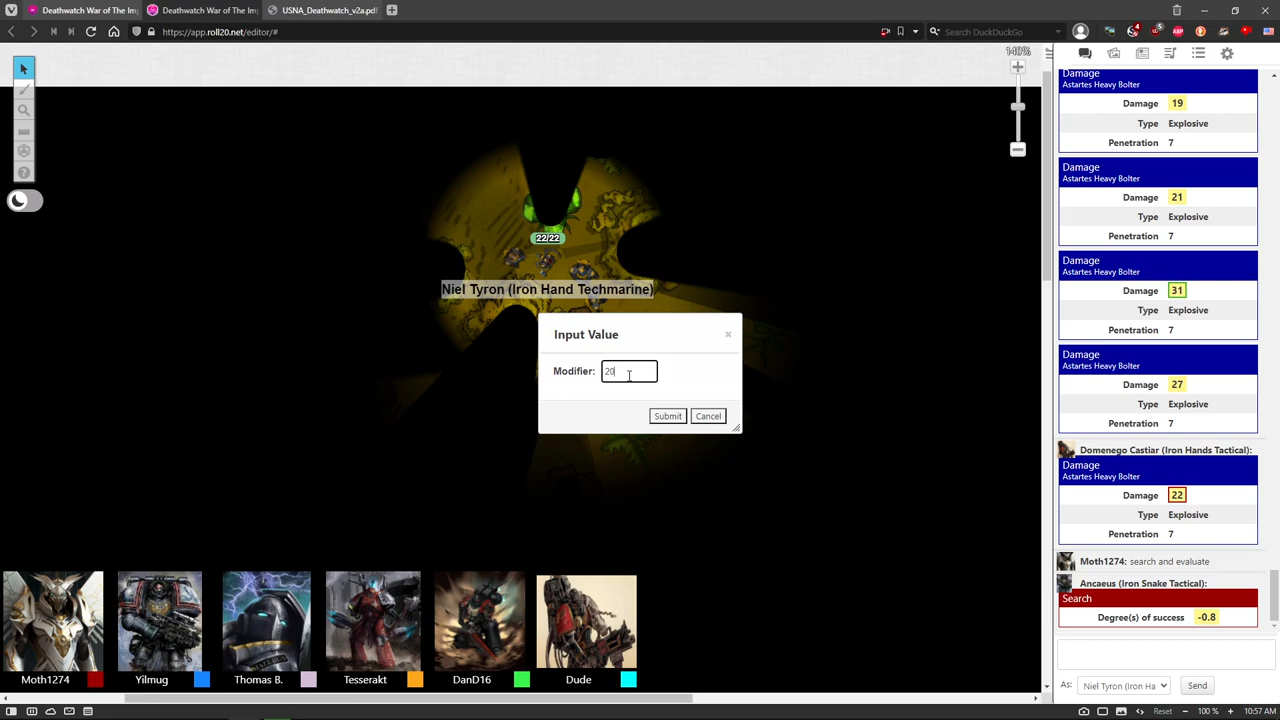 Deatchwatch War of The Im
Deatchwatch War of The Im
USNA_Deathwatch_v2a.pdf
https://app.roll20.net/editor/#
Search DuckDuckGo
140%
22/22
Niel Tyron (Iron Hand Techmarine)
Input Value
Modifier: 20
Submit
Cancel
Moth1274
Yilmug
Thomas B.
Tesserakt
DanD16
Dude
Damage
Astartes Heavy Bolter
Damage 19
Type Explosive
Penetration 7
Damage
Astartes Heavy Bolter
Damage 21
Type Explosive
Penetration 7
Damage
Astartes Heavy Bolter
Damage 31
Type Explosive
Penetration 7
Damage
Astartes Heavy Bolter
Damage 27
Type Explosive
Penetration 7
Domenego Castiar (Iron Hands Tactical):
Damage
Astartes Heavy Bolter
Damage 22
Type Explosive
Penetration 7
Moth1274: search and evaluate
Ancaeus (Iron Snake Tactical):
Search
Degree(s) of success -0.8
As: Niel Tyron (Iron Ha
Send
Reset
100 %
10:57 AM